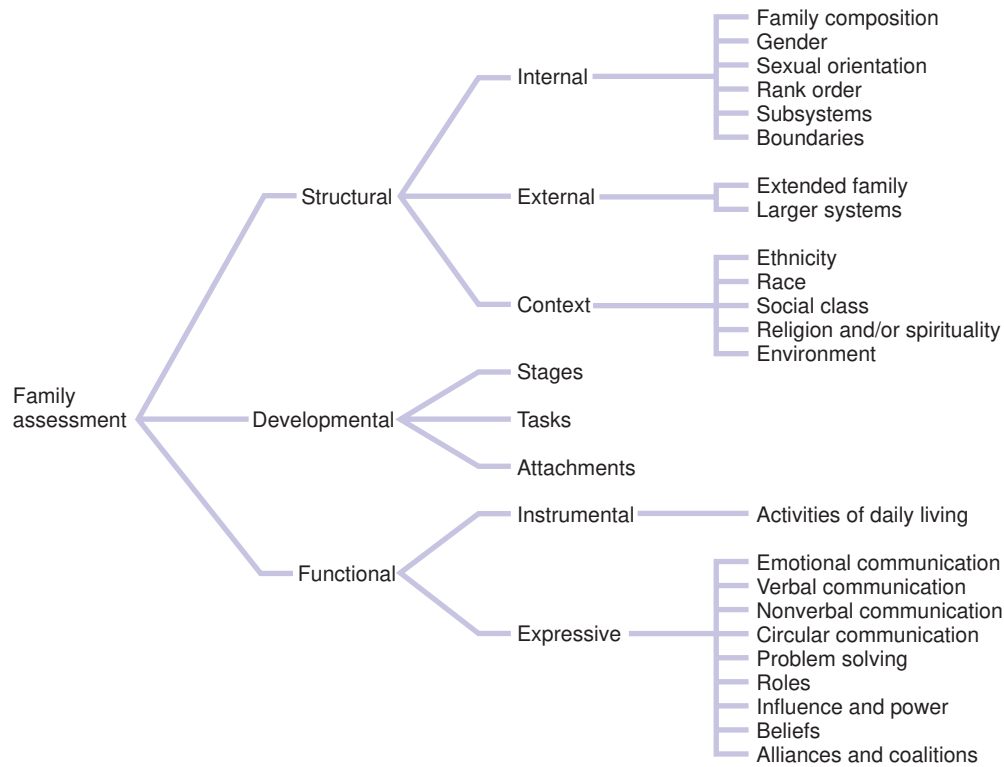 Family
assessment
Structural
Internal
Family composition
Gender
Sexual orientation
Rank order
Subsystems
Boundaries
External
Extended family
Larger systems
Context
Ethnicity
Race
Social class
Religion and/or spirituality
Environment
Developmental
Stages
Tasks
Attachments
Functional
Instrumental
Activities of daily living
Expressive
Emotional communication
Verbal communication
Nonverbal communication
Circular communication
Problem solving
Roles
Influence and power
Beliefs
Alliances and coalitions